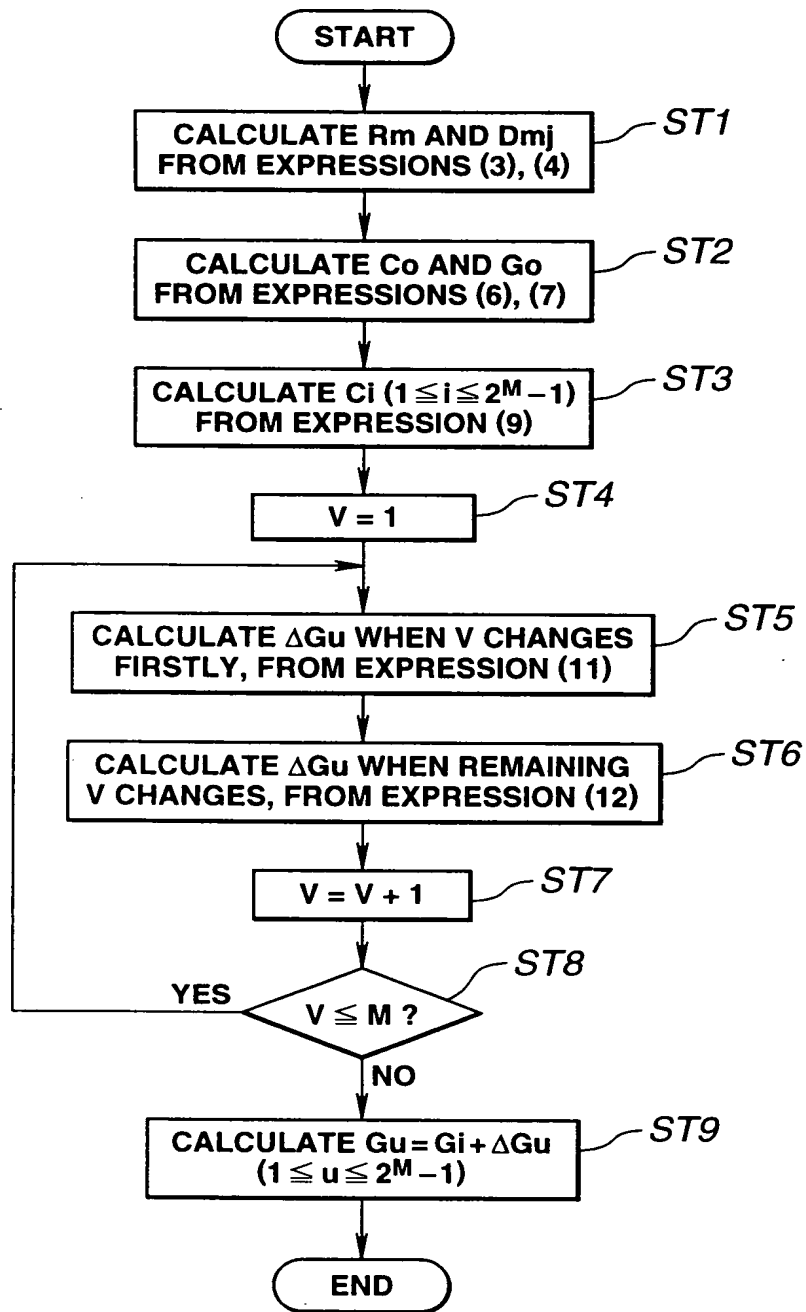 START
CALCULATE Rm AND Dmj
FROM EXPRESSIONS (3), (4)
ST1
CALCULATE Co AND Go
FROM EXPRESSIONS (6), (7)
ST2
CALCULATE Ci (1 ≦ i ≦ 2^M − 1)
FROM EXPRESSION (9)
ST3
V = 1
ST4
CALCULATE ΔGu WHEN V CHANGES
FIRSTLY, FROM EXPRESSION (11)
ST5
CALCULATE ΔGu WHEN REMAINING
V CHANGES, FROM EXPRESSION (12)
ST6
V = V + 1
ST7
V ≦ M ?
ST8
YES
NO
CALCULATE Gu = Gi + ΔGu
(1 ≦ u ≦ 2^M − 1)
ST9
END